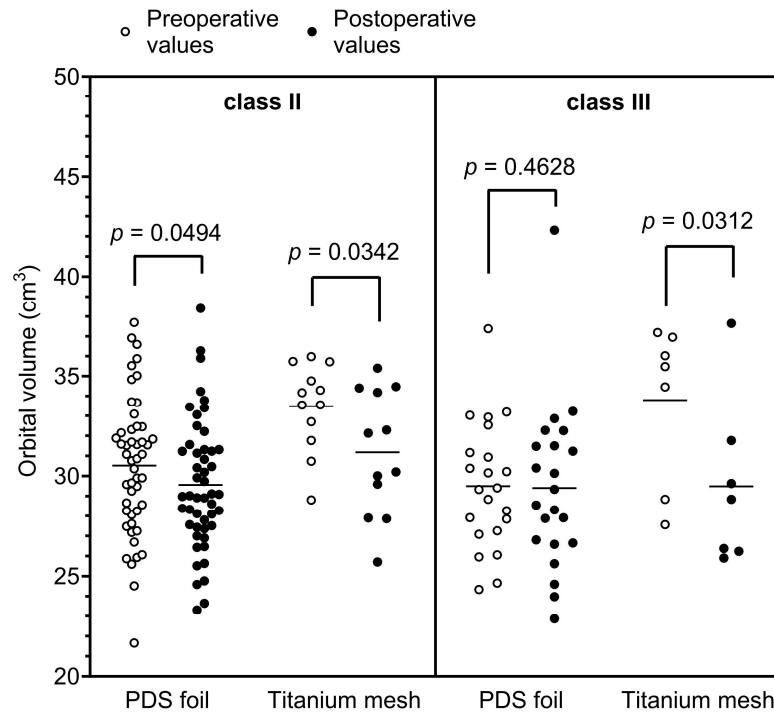 Preoperative values
Postoperative values
class II
class III
p = 0.0494
p = 0.0342
p = 0.4628
p = 0.0312
Orbital volume (cm³)
50
45
40
35
30
25
20
PDS foil
Titanium mesh
PDS foil
Titanium mesh